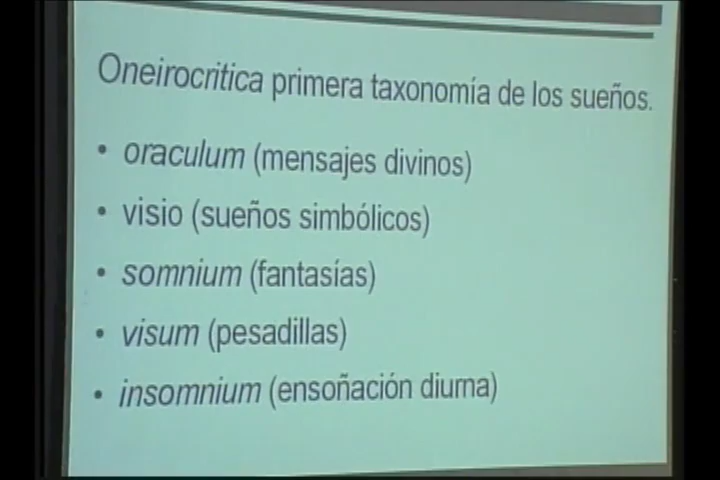 Oneirocritica primera taxonomía de los sueños.
• oraculum (mensajes divinos)
• visio (sueños simbólicos)
• somnium (fantasías)
• visum (pesadillas)
• insomnium (ensoñación diurna)